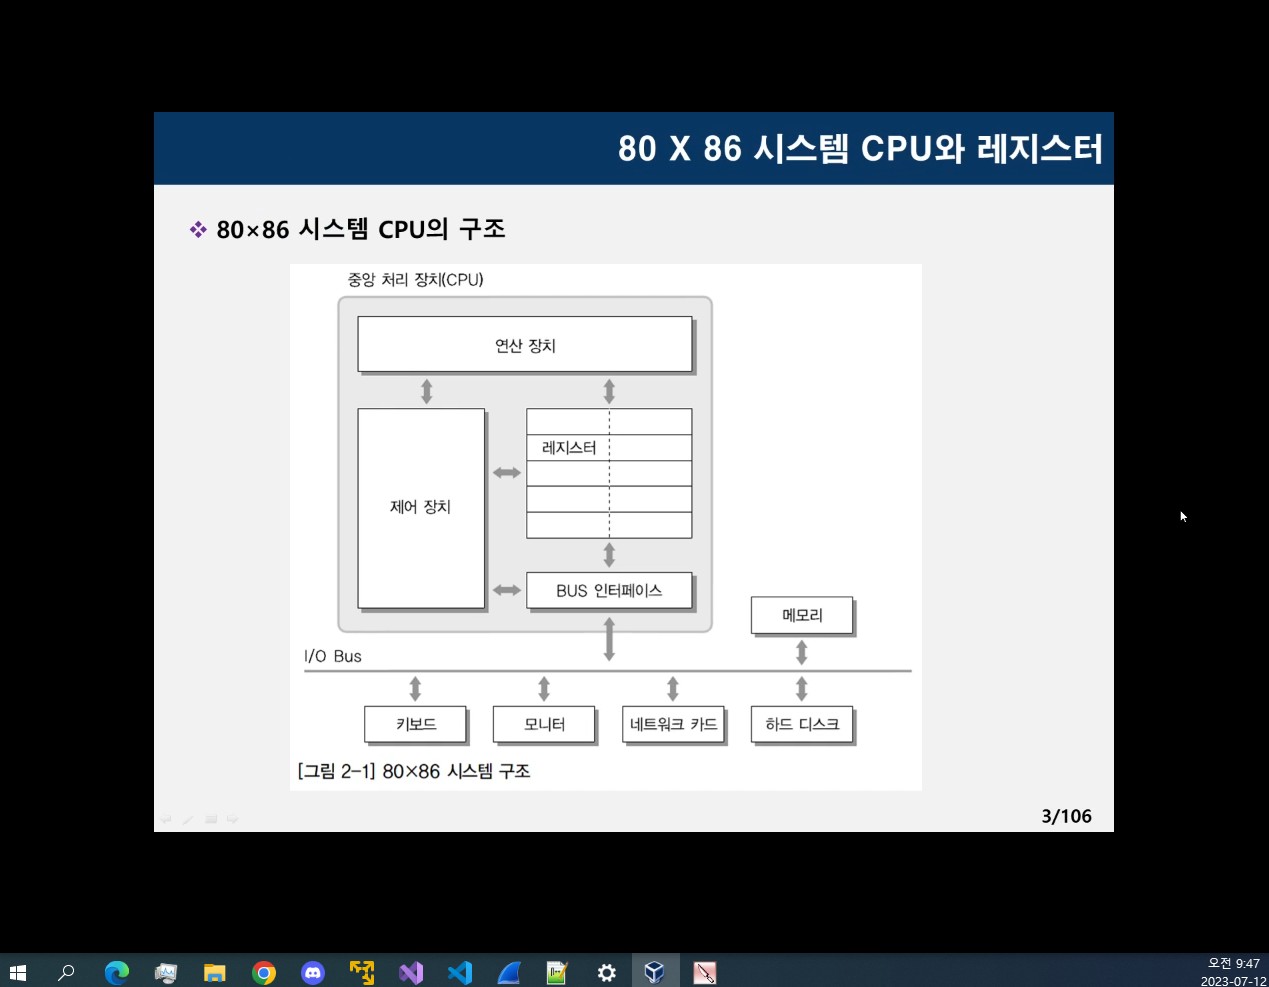 80 X 86 시스템 CPU와 레지스터
80×86 시스템 CPU의 구조
중앙 처리 장치(CPU)
연산 장치
레지스터
제어 장치
BUS 인터페이스
메모리
I/O Bus
키보드
모니터
네트워크 카드
하드 디스크
[그림 2-1] 80×86 시스템 구조
3/106
오전 9:47
2023-07-12